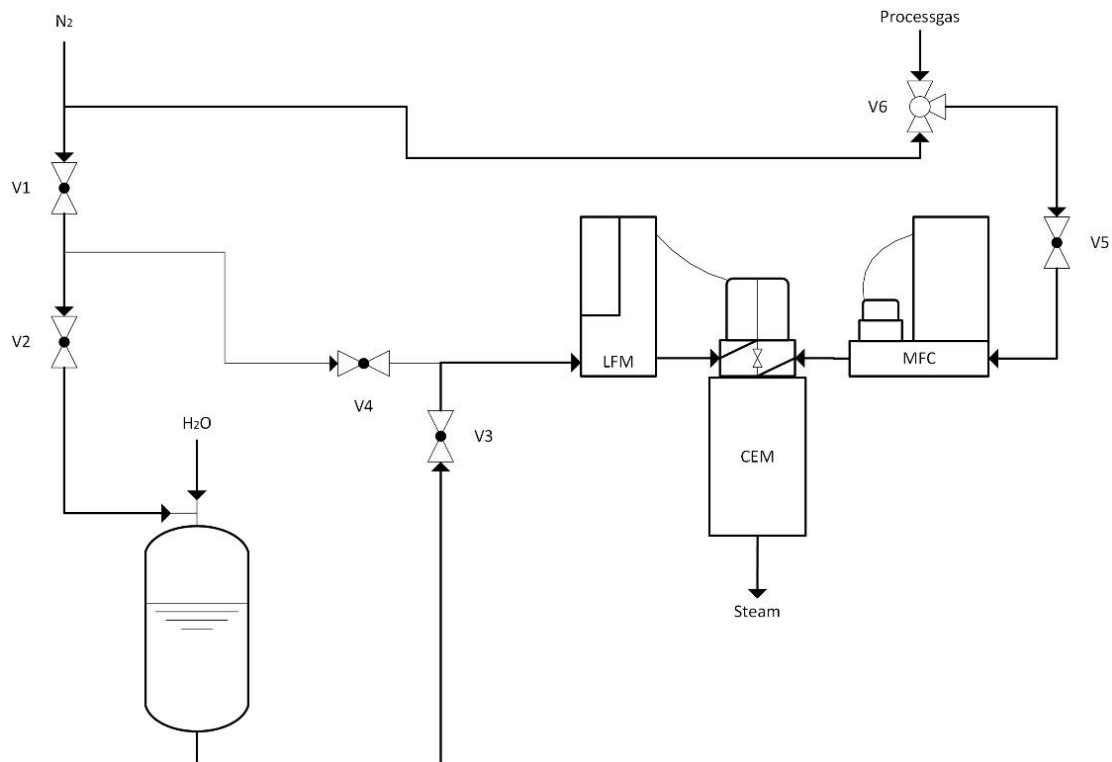 N₂
Processgas
V6
V1
V5
V2
LFM
MFC
V4
H₂O
V3
CEM
Steam